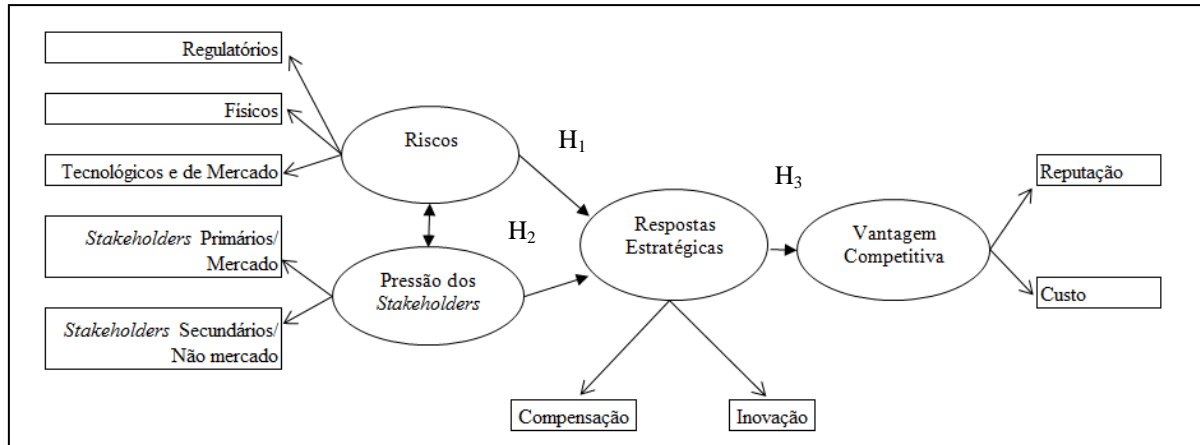 Regulatórios
Físicos
Tecnológicos e de Mercado
Stakeholders Primários/
Mercado
Stakeholders Secundários/
Não mercado
Riscos
Pressão dos
Stakeholders
H₁
H₂
Respostas
Estratégicas
H₃
Vantagem
Competitiva
Reputação
Custo
Compensação
Inovação